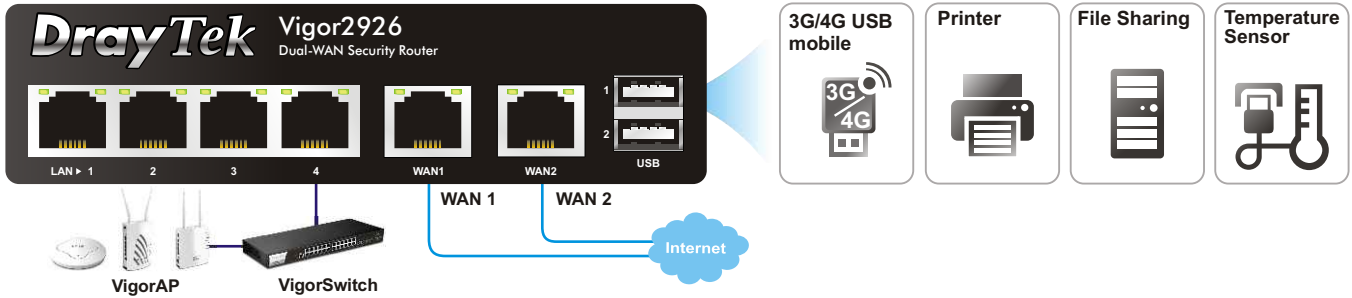 DrayTek
Vigor2926
Dual-WAN Security Router
LAN ▶ 1
2
3
4
WAN1
WAN2
1
2
USB
3G/4G USB
mobile
3G
4G
Printer
File Sharing
Temperature
Sensor
WAN 1
WAN 2
Internet
VigorAP
VigorSwitch